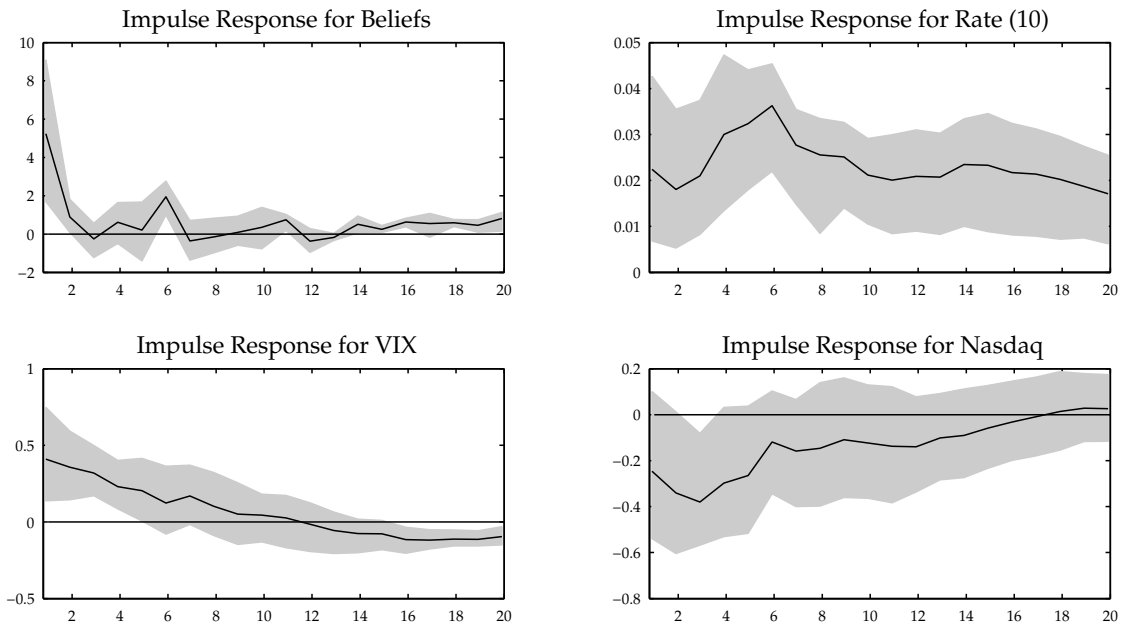 Impulse Response for Beliefs
10
8
6
4
2
0
−2
2 4 6 8 10 12 14 16 18 20
Impulse Response for Rate (10)
0.05
0.04
0.03
0.02
0.01
0
2 4 6 8 10 12 14 16 18 20
Impulse Response for VIX
1
0.5
0
−0.5
2 4 6 8 10 12 14 16 18 20
Impulse Response for Nasdaq
0.2
0
−0.2
−0.4
−0.6
−0.8
2 4 6 8 10 12 14 16 18 20